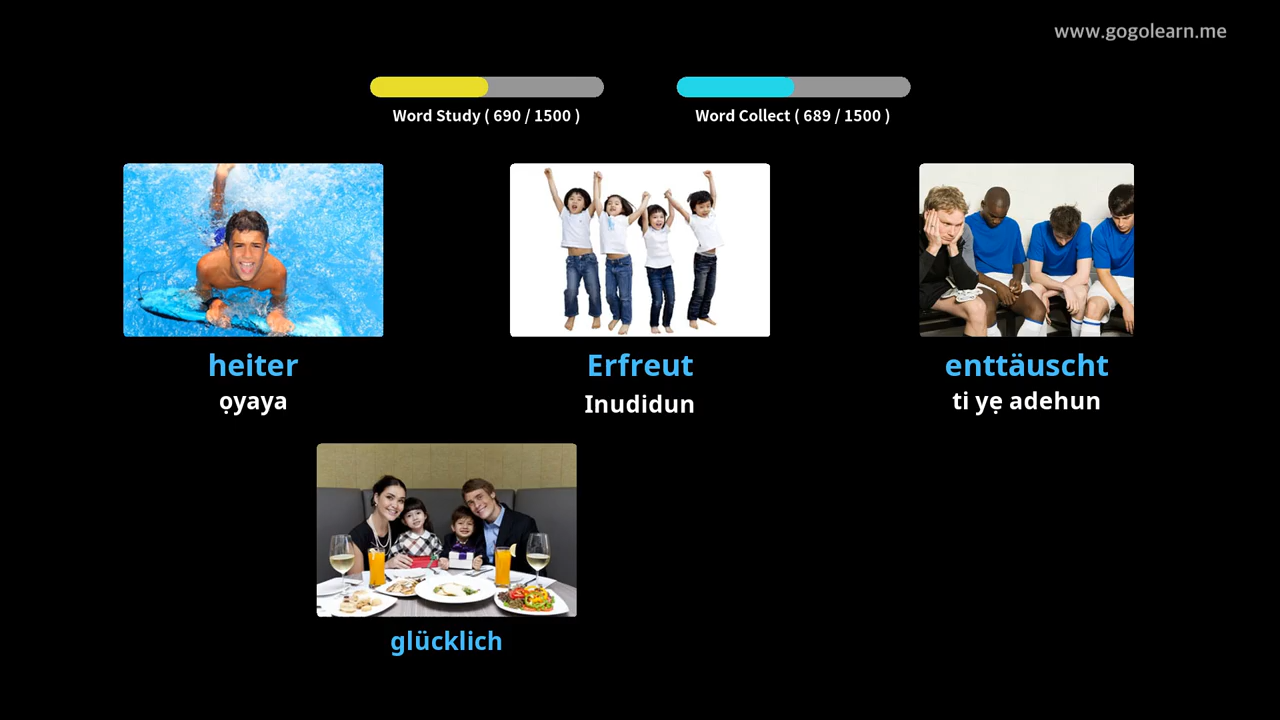 www.gogolearn.me
Word Study ( 690 / 1500 )
Word Collect ( 689 / 1500 )
heiter
Erfreut
enttäuscht
ọyaya
Inudidun
ti yẹ adehun
glücklich